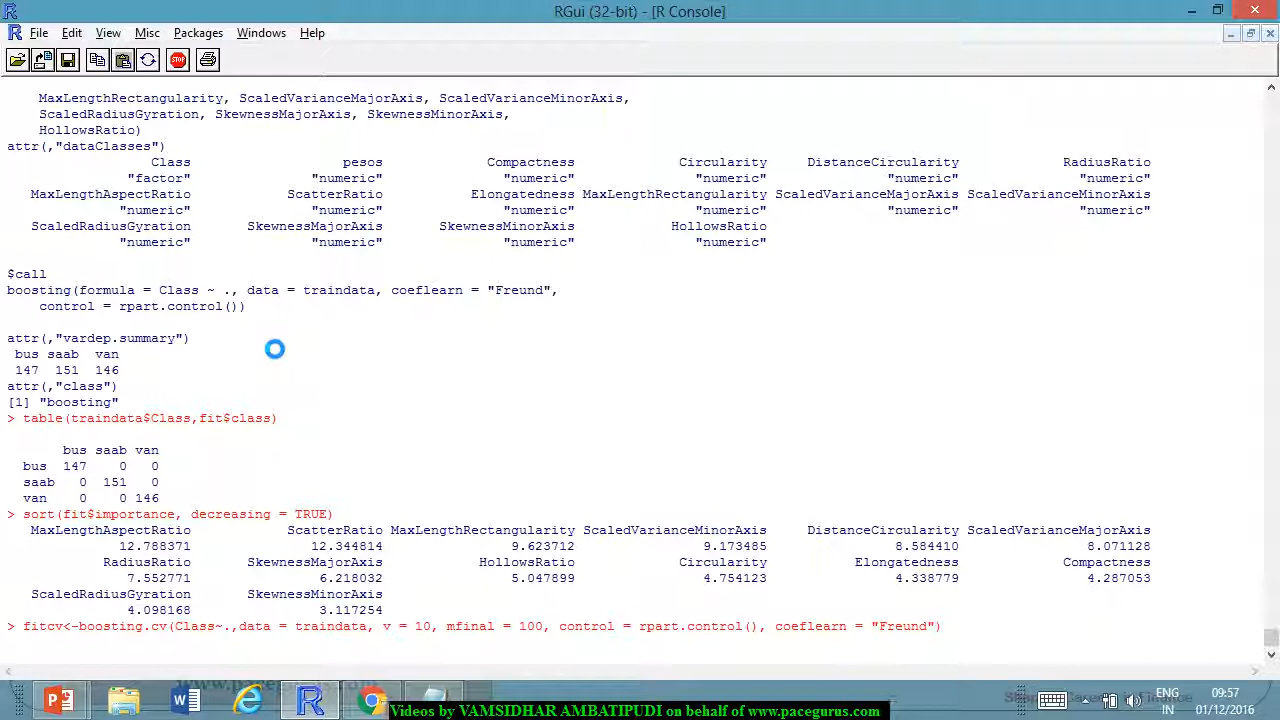 RGui (32-bit) - [R Console]
File Edit View Misc Packages Windows Help
STOP
MaxLengthRectangularity, ScaledVarianceMajorAxis, ScaledVarianceMinorAxis,
ScaledRadiusGyration, SkewnessMajorAxis, SkewnessMinorAxis,
HollowsRatio)
attr(,"dataClasses")
Class pesos Compactness Circularity DistanceCircularity RadiusRatio
"factor" "numeric" "numeric" "numeric" "numeric" "numeric"
MaxLengthAspectRatio ScatterRatio Elongatedness MaxLengthRectangularity ScaledVarianceMajorAxis ScaledVarianceMinorAxis
"numeric" "numeric" "numeric" "numeric" "numeric" "numeric"
ScaledRadiusGyration SkewnessMajorAxis SkewnessMinorAxis HollowsRatio
"numeric" "numeric" "numeric" "numeric"
$call
boosting(formula = Class ~ ., data = traindata, coeflearn = "Freund",
control = rpart.control())
attr(,"vardep.summary")
bus saab van
147 151 146
attr(,"class")
[1] "boosting"
> table(traindata$Class,fit$class)
bus saab van
bus 147 0 0
saab 0 151 0
van 0 0 146
> sort(fit$importance, decreasing = TRUE)
MaxLengthAspectRatio ScatterRatio MaxLengthRectangularity ScaledVarianceMinorAxis DistanceCircularity ScaledVarianceMajorAxis
12.788371 12.344814 9.623712 9.173485 8.584410 8.071128
RadiusRatio SkewnessMajorAxis HollowsRatio Circularity Elongatedness Compactness
7.552771 6.218032 5.047899 4.754123 4.338779 4.287053
ScaledRadiusGyration SkewnessMinorAxis
4.098168 3.117254
> fitcv<-boosting.cv(Class~.,data = traindata, v = 10, mfinal = 100, control = rpart.control(), coeflearn = "Freund")
www.pacegurus.com
ENG
IN
09:57
01/12/2016
Videos by VAMSIDHAR AMBATIPUDI on behalf of www.pacegurus.com